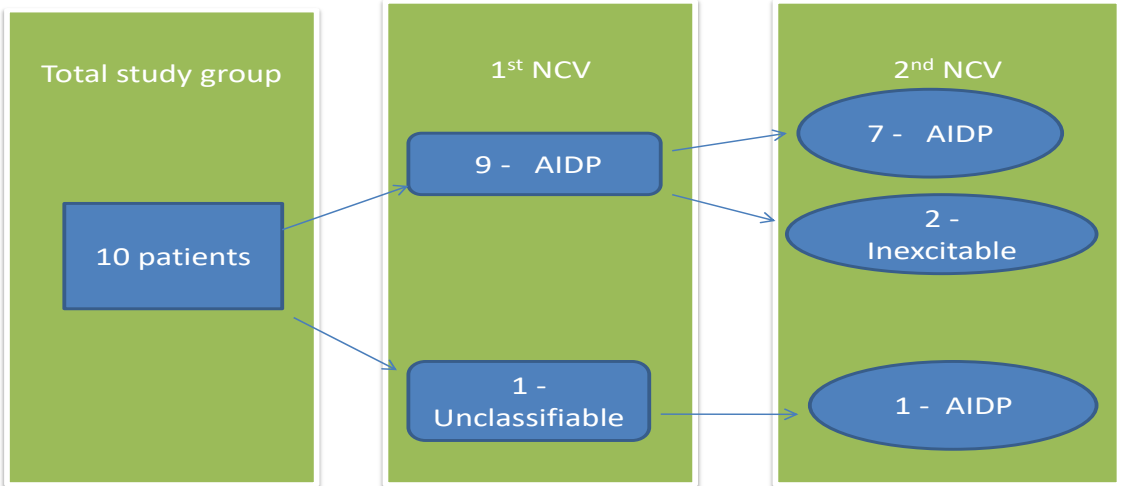 Total study group
10 patients
1st NCV
9 - AIDP
1 -
Unclassifiable
2nd NCV
7 - AIDP
2 -
Inexcitable
1 - AIDP